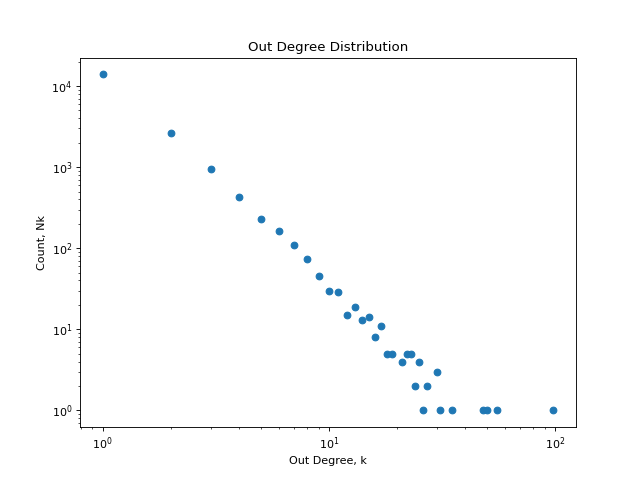 Out Degree Distribution
Count, Nk
10⁴
10³
10²
10¹
10⁰
10⁰ 10¹ 10²
Out Degree, k